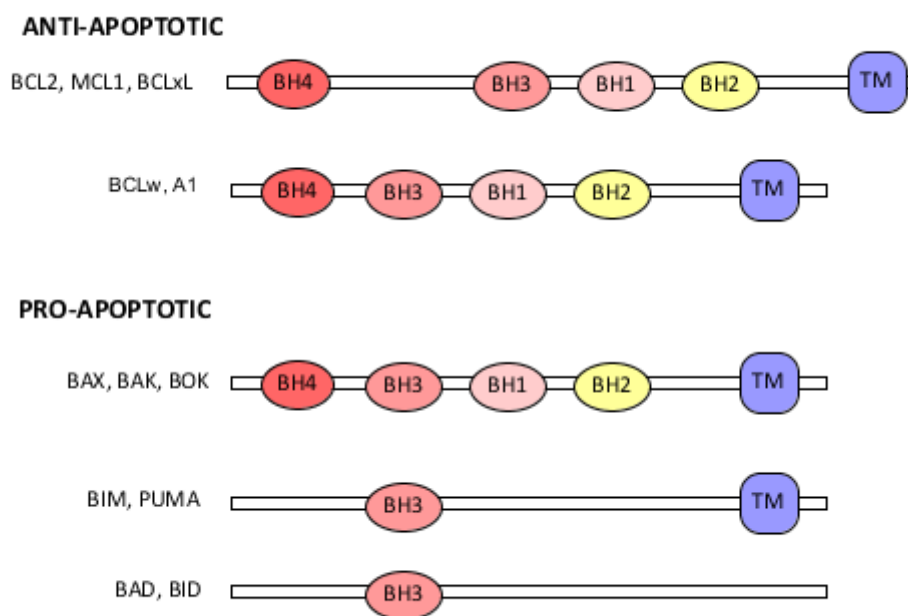 ANTI-APOPTOTIC
BCL2, MCL1, BCLxL BH4 BH3 BH1 BH2 TM
BCLw, A1 BH4 BH3 BH1 BH2 TM
PRO-APOPTOTIC
BAX, BAK, BOK BH4 BH3 BH1 BH2 TM
BIM, PUMA BH3 TM
BAD, BID BH3